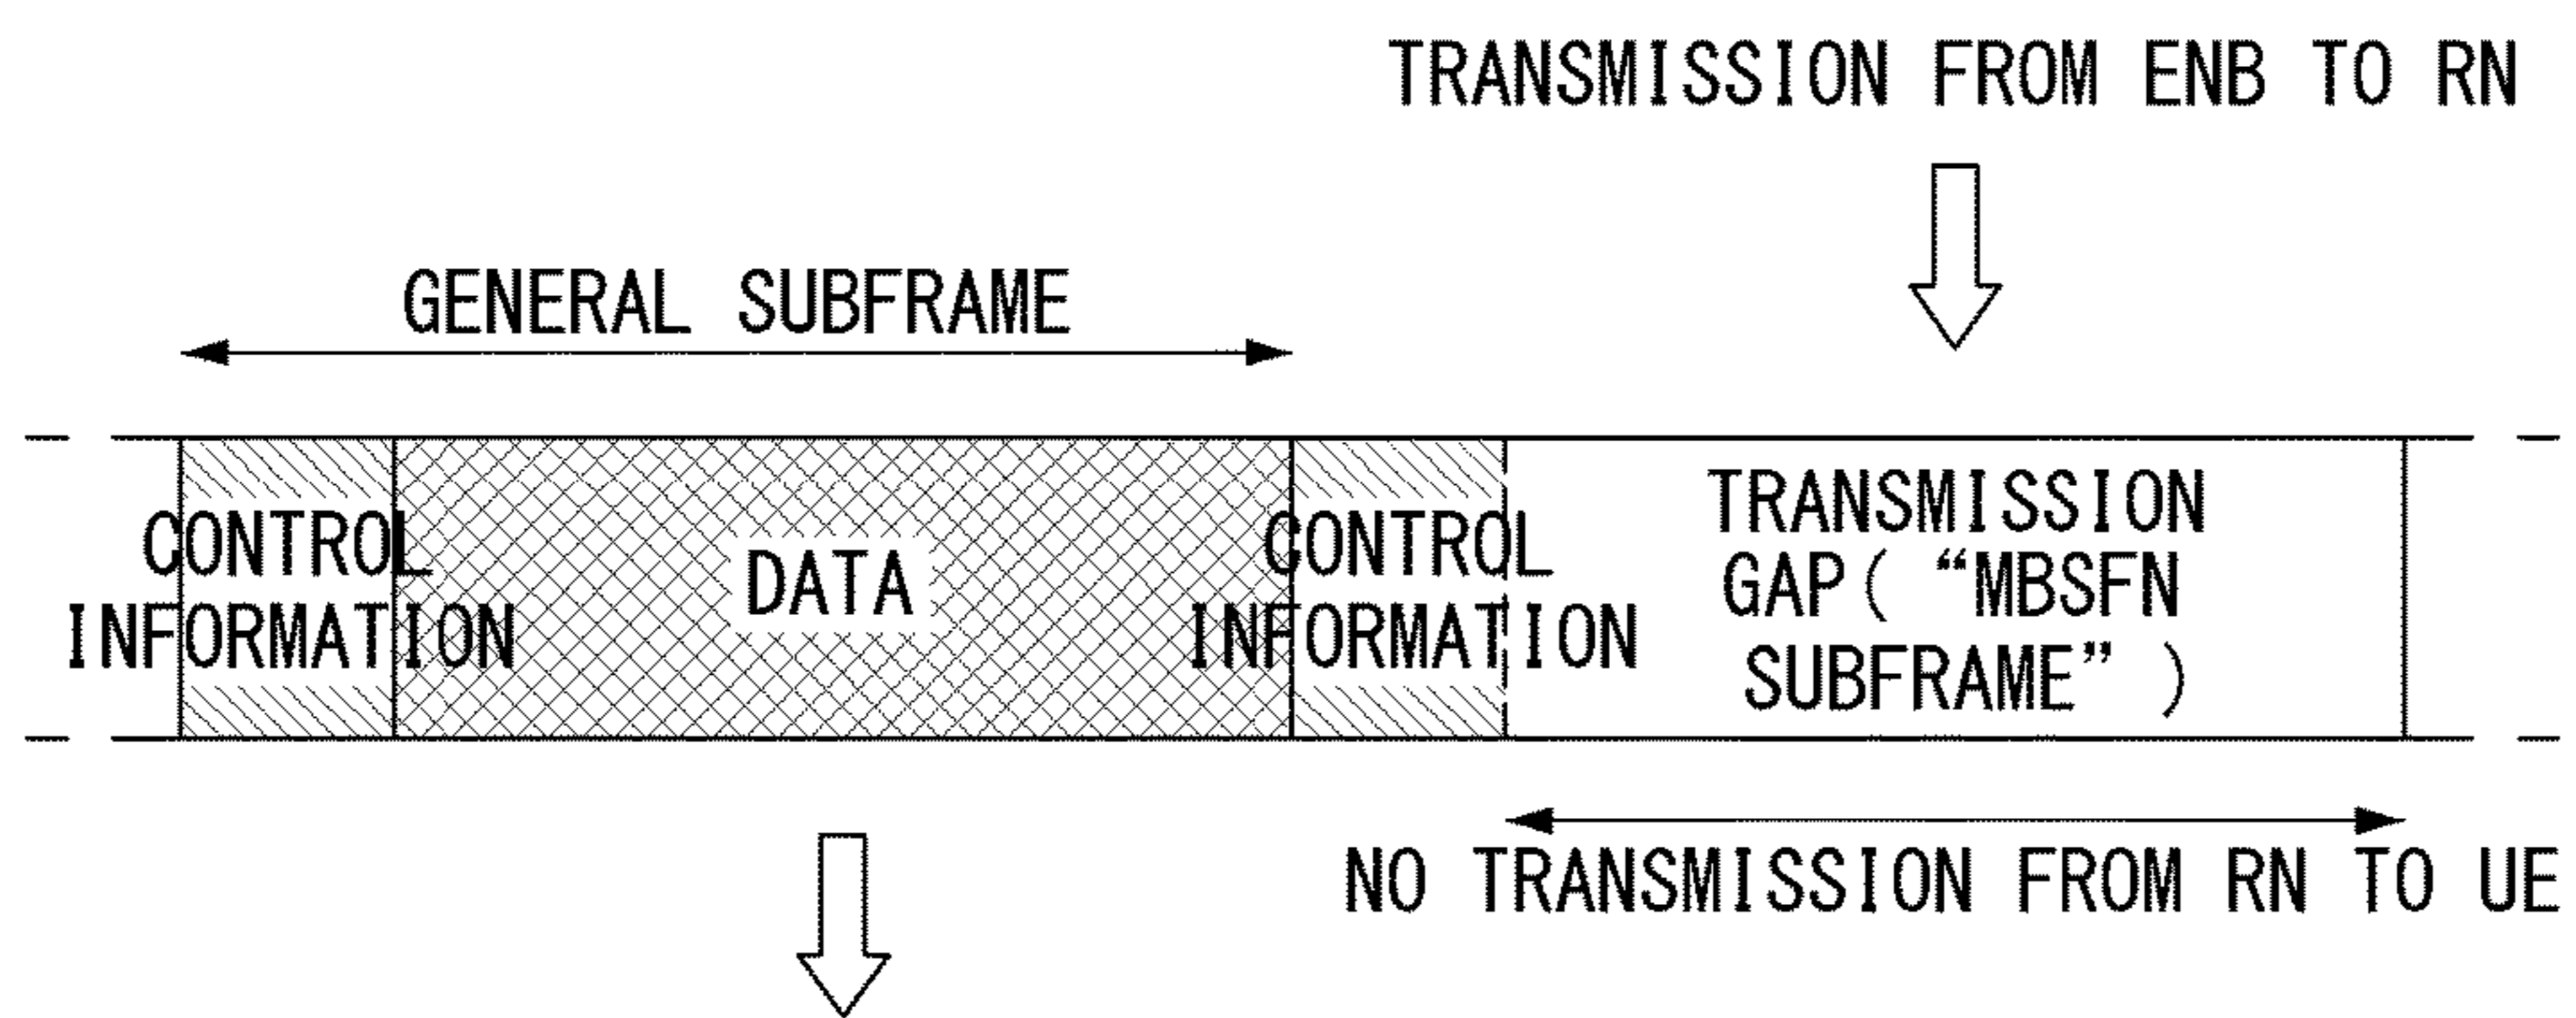 TRANSMISSION FROM ENB TO RN
GENERAL SUBFRAME
CONTROL
INFORMATION
DATA
CONTROL
INFORMATION
TRANSMISSION
GAP( “MBSFN
SUBFRAME” )
NO TRANSMISSION FROM RN TO UE